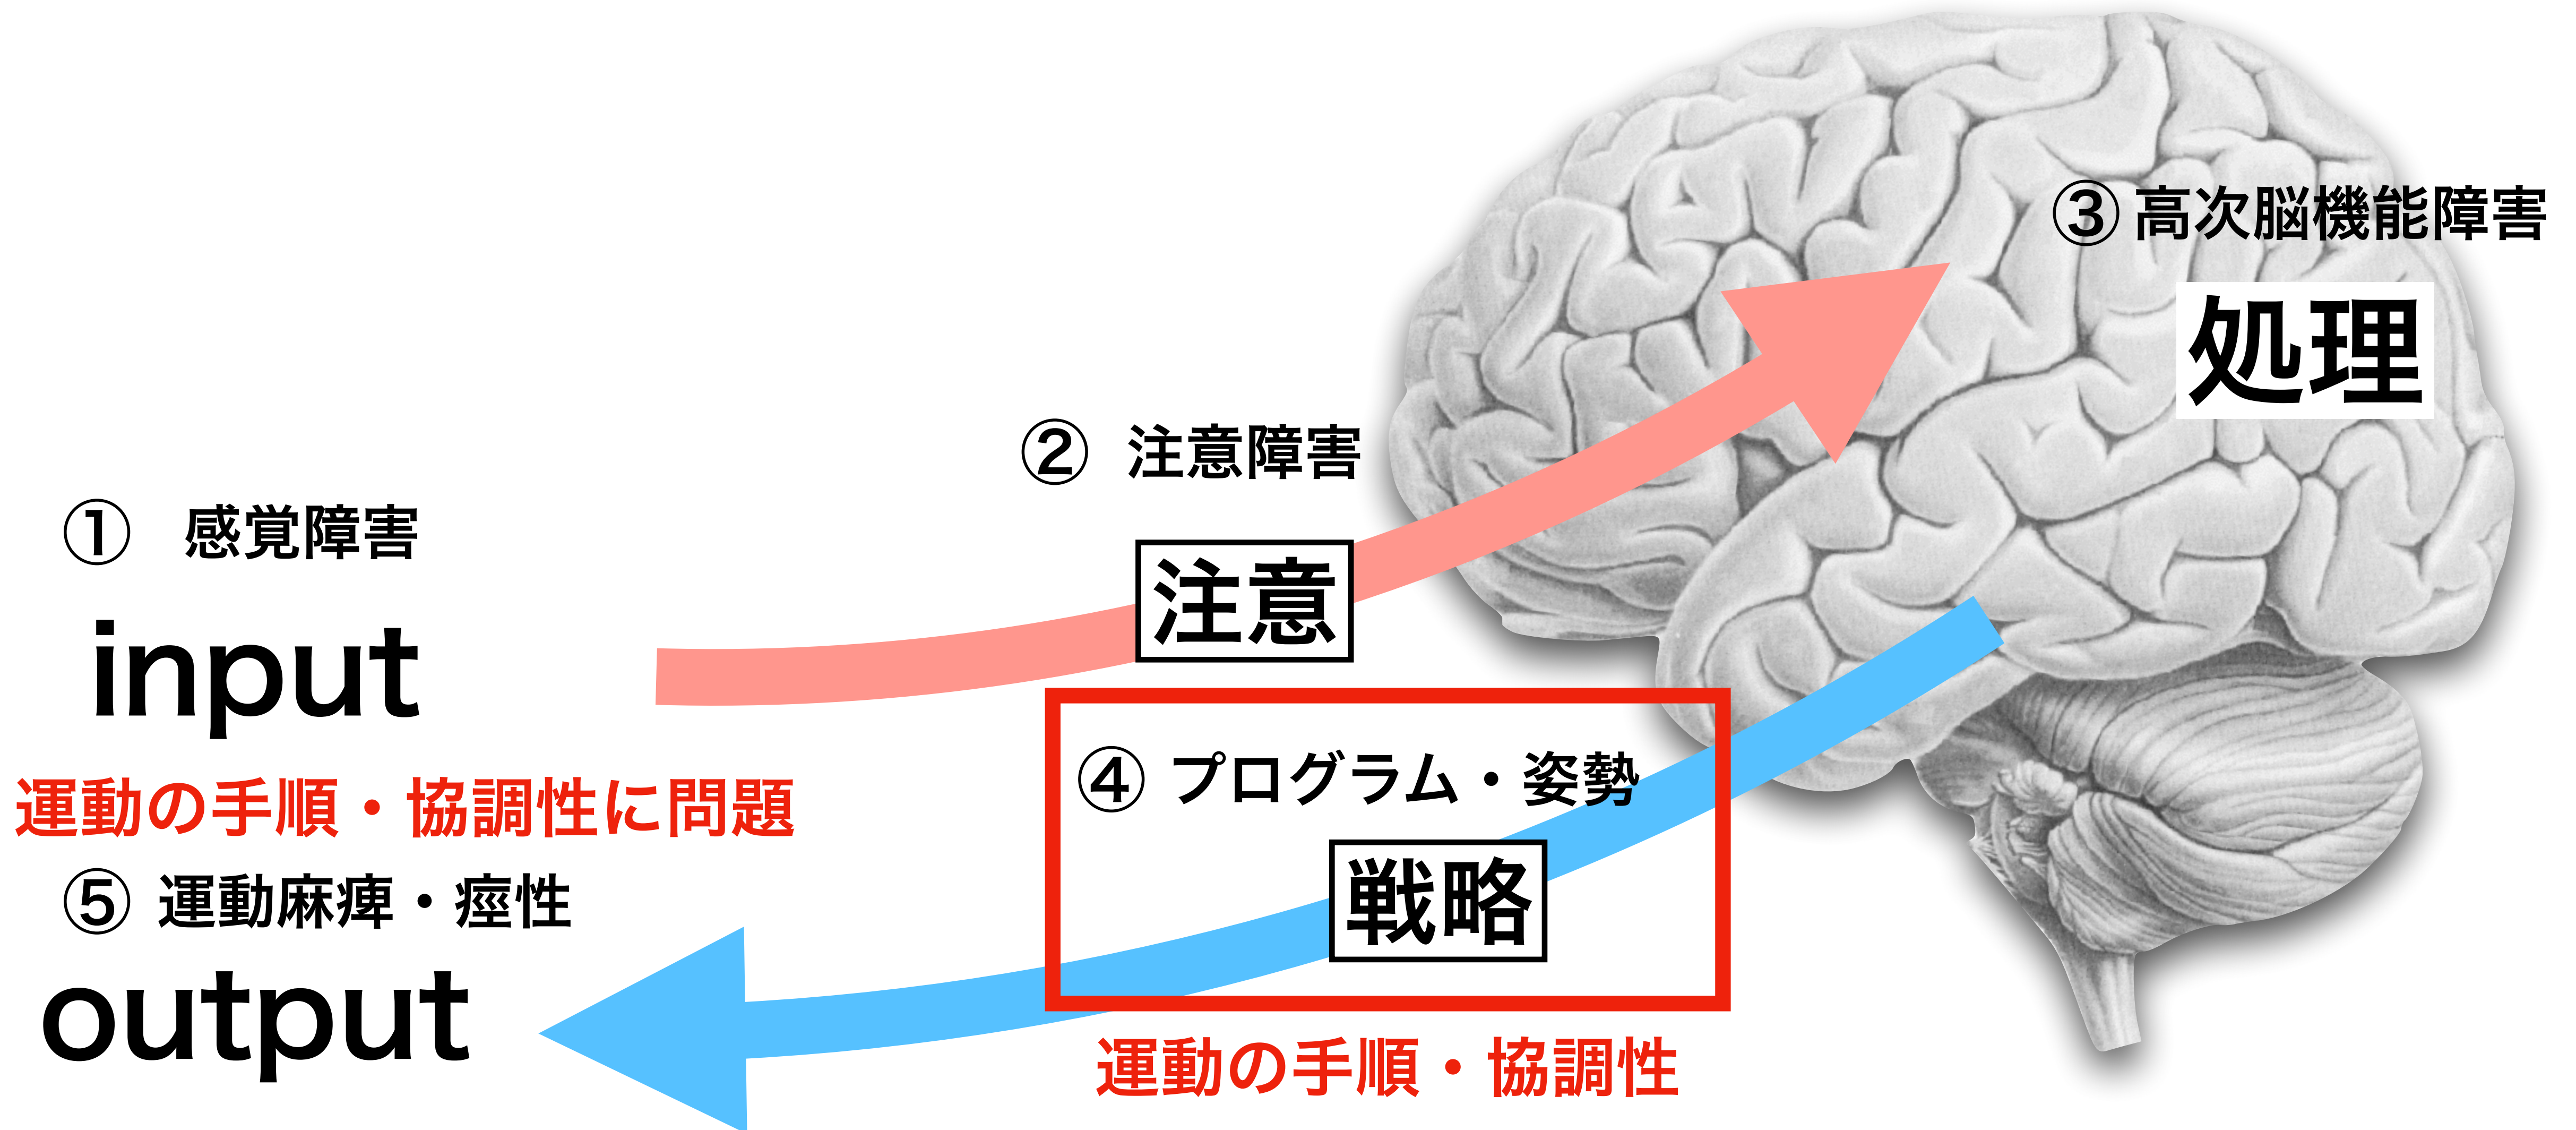 ③ 高次脳機能障害
処理
② 注意障害
注意
① 感覚障害
input
運動の手順・協調性に問題
④ プログラム・姿勢
戦略
運動の手順・協調性
⑤ 運動麻痺・痙性
output